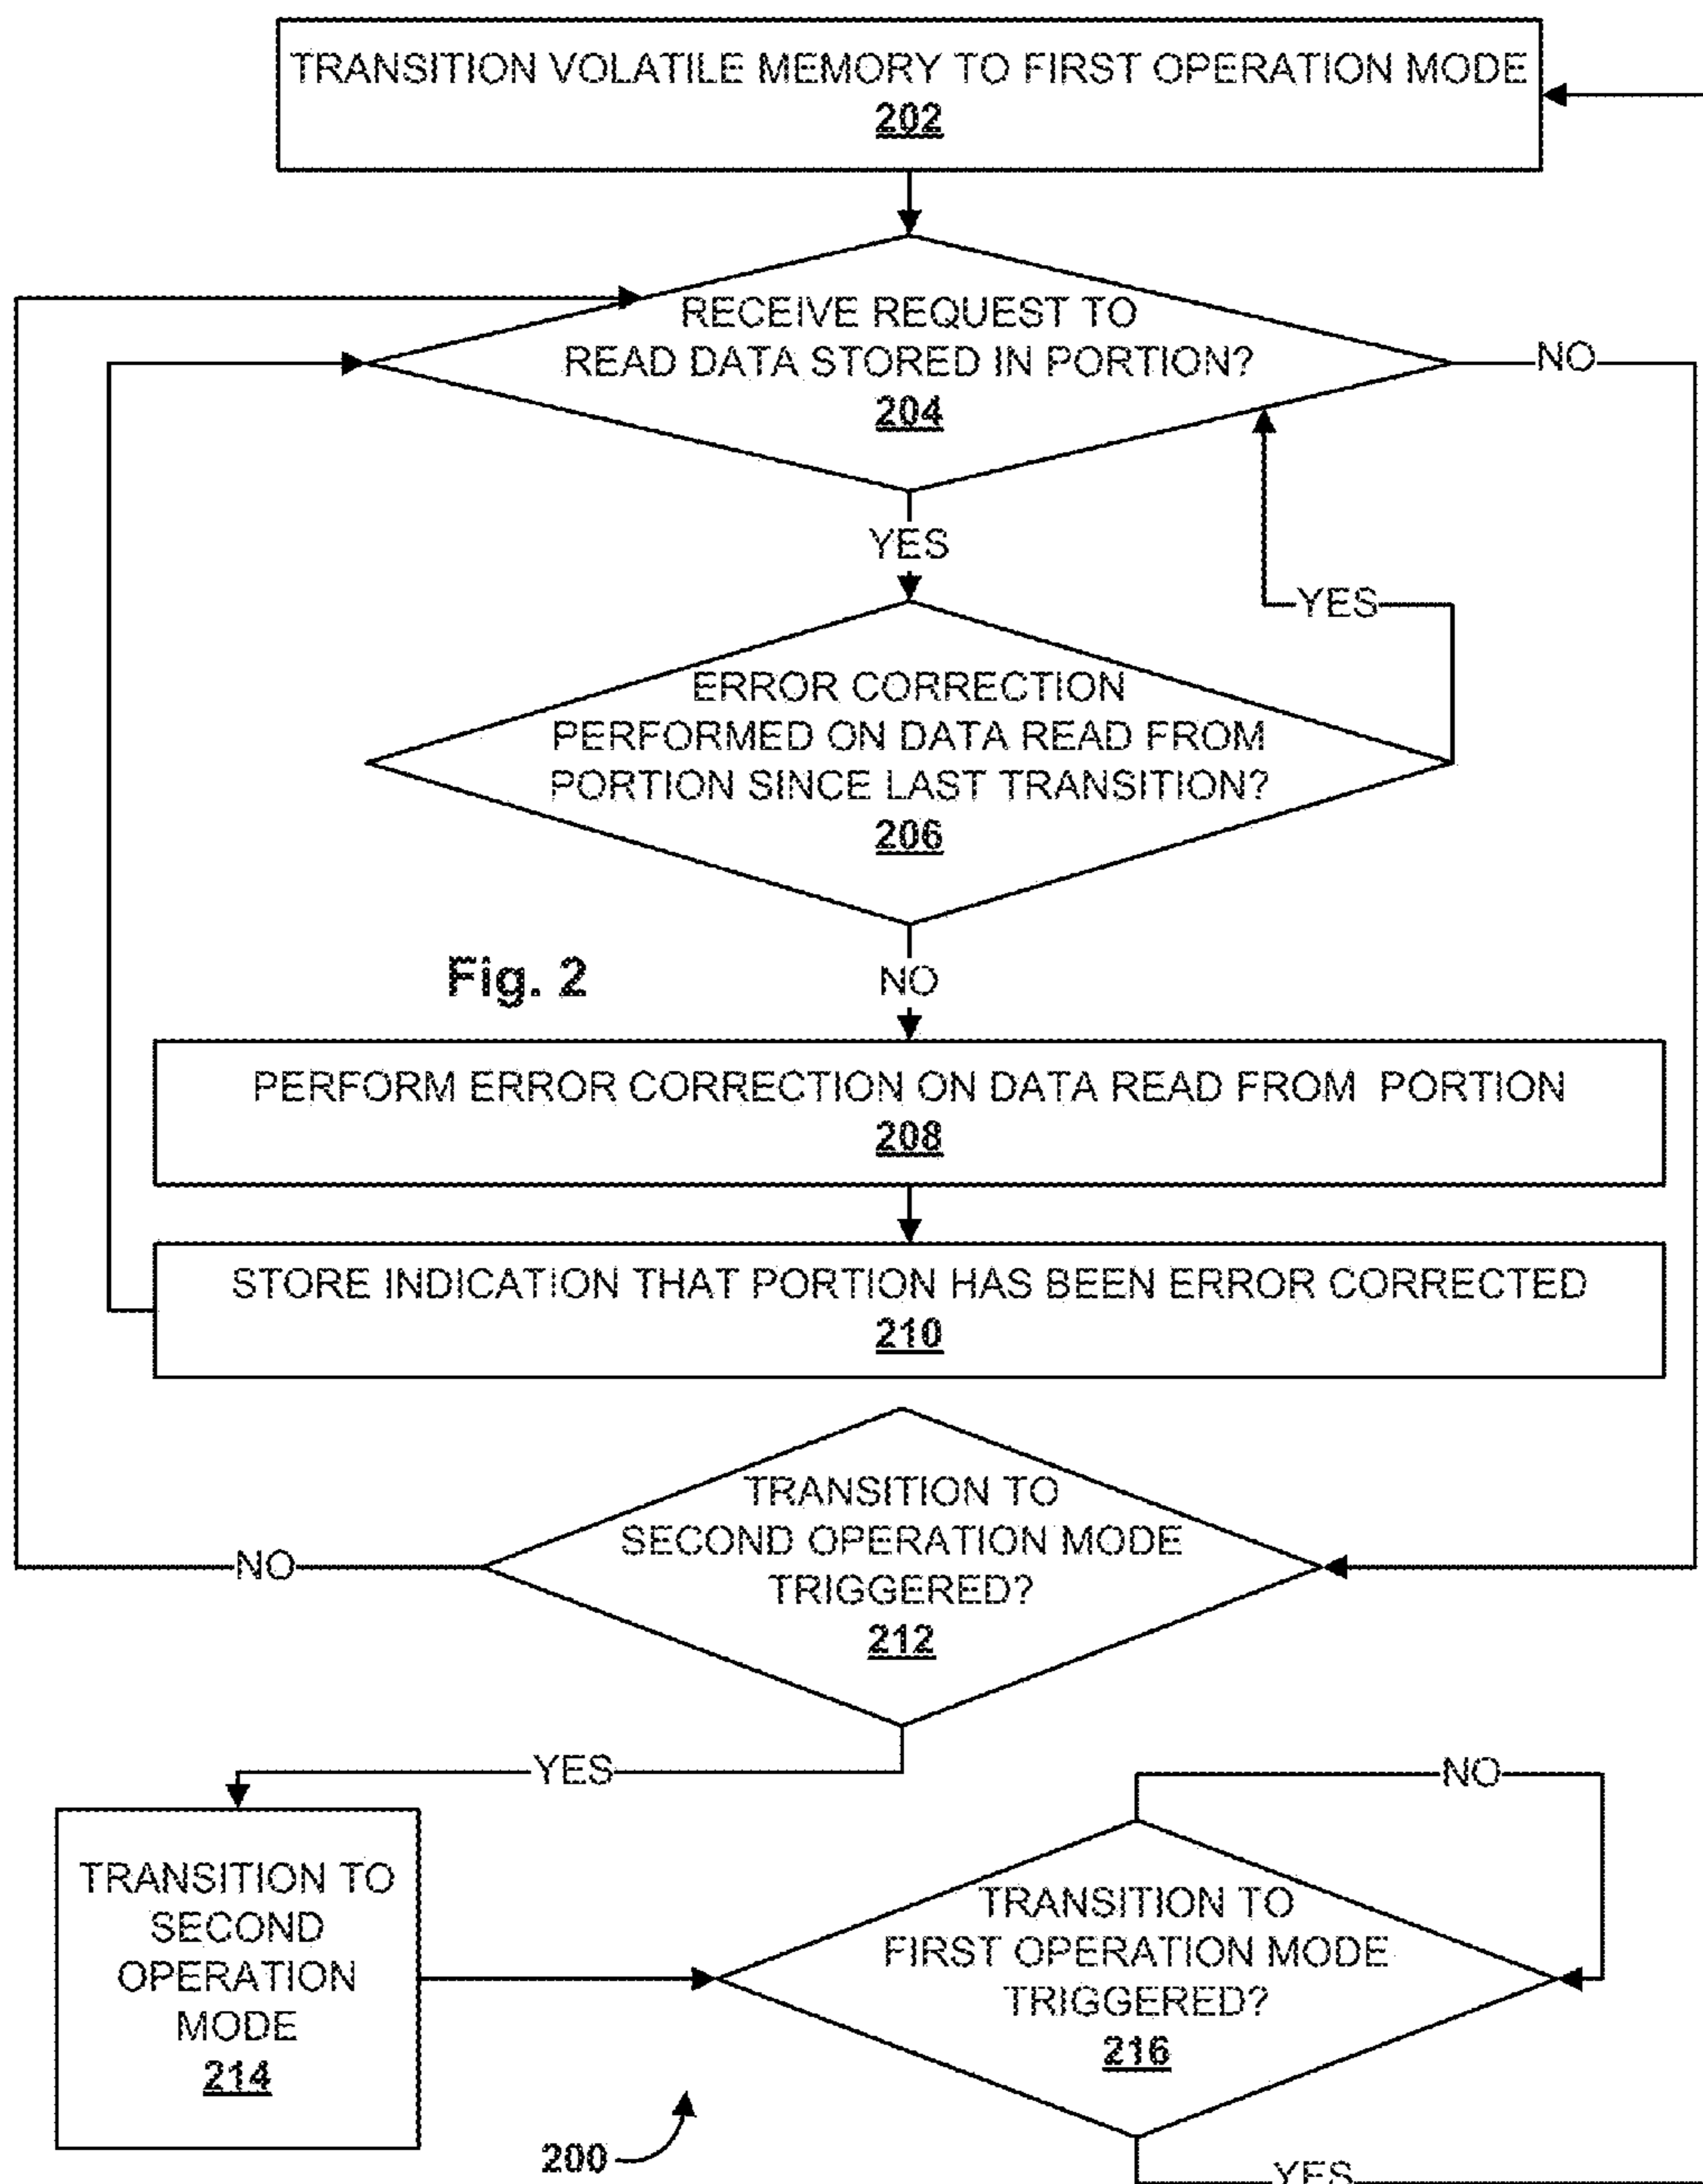 TRANSITION VOLATILE MEMORY TO FIRST OPERATION MODE
202
RECEIVE REQUEST TO
READ DATA STORED IN PORTION?
204
NO
YES
YES
ERROR CORRECTION
PERFORMED ON DATA READ FROM
PORTION SINCE LAST TRANSITION?
206
Fig. 2
NO
PERFORM ERROR CORRECTION ON DATA READ FROM PORTION
208
STORE INDICATION THAT PORTION HAS BEEN ERROR CORRECTED
210
TRANSITION TO
SECOND OPERATION MODE
TRIGGERED?
212
NO
YES
NO
TRANSITION TO
SECOND
OPERATION
MODE
214
TRANSITION TO
FIRST OPERATION MODE
TRIGGERED?
216
200
YES